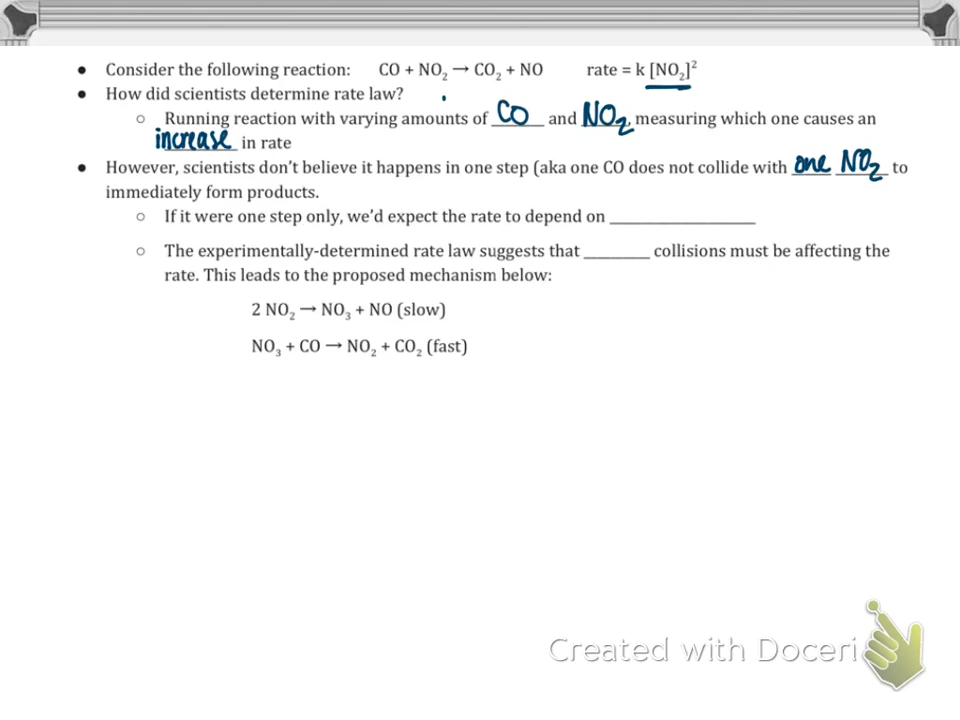 ● Consider the following reaction: CO + NO₂ → CO₂ + NO rate = k [NO₂]²
● How did scientists determine rate law?
○ Running reaction with varying amounts of CO and NO₂, measuring which one causes an
increase in rate
● However, scientists don't believe it happens in one step (aka one CO does not collide with one NO₂ to
immediately form products.
○ If it were one step only, we'd expect the rate to depend on ________________
○ The experimentally-determined rate law suggests that _______ collisions must be affecting the
rate. This leads to the proposed mechanism below:
2 NO₂ → NO₃ + NO (slow)
NO₃ + CO → NO₂ + CO₂ (fast)
Created with Doceri